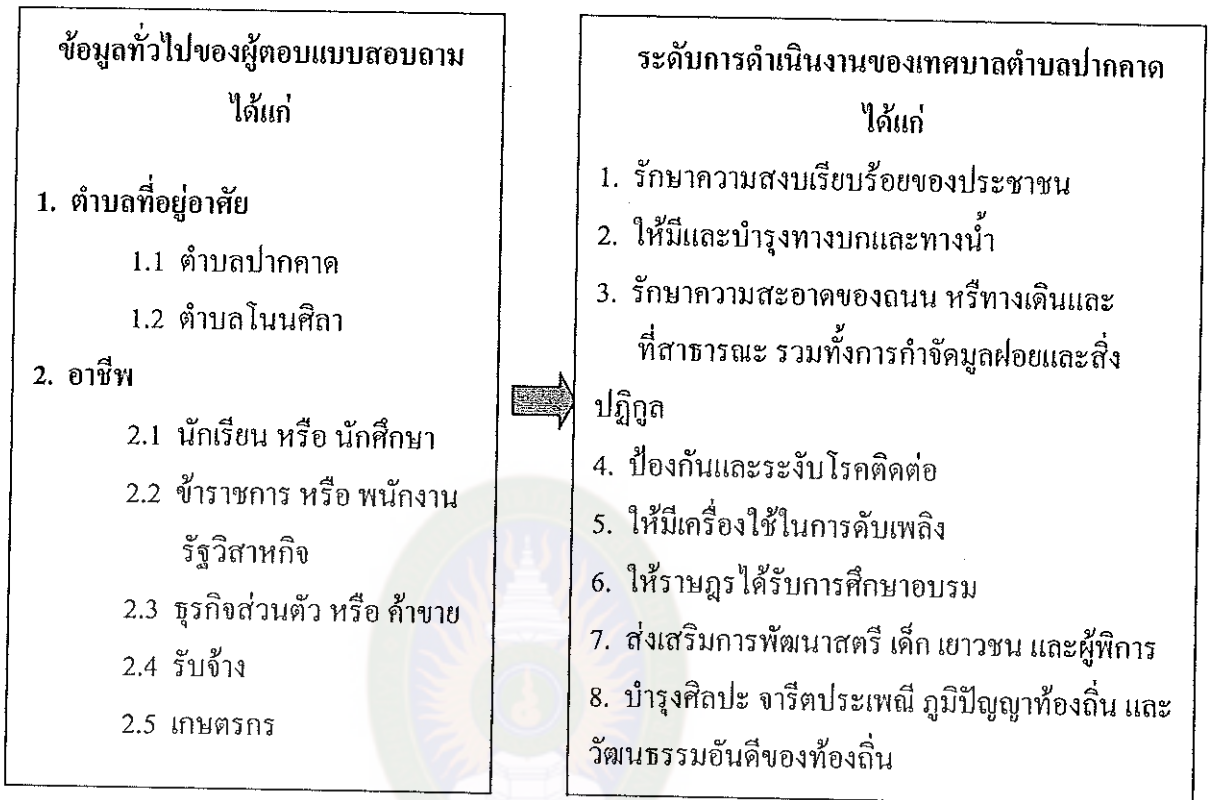 ข้อมูลทั่วไปของผู้ตอบแบบสอบถาม
ได้แก่
1. ตำบลที่อยู่อาศัย
1.1 ตำบลปากคาด
1.2 ตำบลโนนศิลา
2. อาชีพ
2.1 นักเรียน หรือ นักศึกษา
2.2 ข้าราชการ หรือ พนักงาน
รัฐวิสาหกิจ
2.3 ธุรกิจส่วนตัว หรือ ค้าขาย
2.4 รับจ้าง
2.5 เกษตรกร
ระดับการดำเนินงานของเทศบาลตำบลปากคาด
ได้แก่
1. รักษาความสงบเรียบร้อยของประชาชน
2. ให้มีและบำรุงทางบกและทางน้ำ
3. รักษาความสะอาดของถนน หรีทางเดินและ
ที่สาธารณะ รวมทั้งการกำจัดมูลฝอยและสิ่ง
ปฏิกูล
4. ป้องกันและระงับโรคติดต่อ
5. ให้มีเครื่องใช้ในการดับเพลิง
6. ให้ราษฎรได้รับการศึกษาอบรม
7. ส่งเสริมการพัฒนาสตรี เด็ก เยาวชน และผู้พิการ
8. บำรุงศิลปะ จารีตประเพณี ภูมิปัญญาท้องถิ่น และ
วัฒนธรรมอันดีของท้องถิ่น